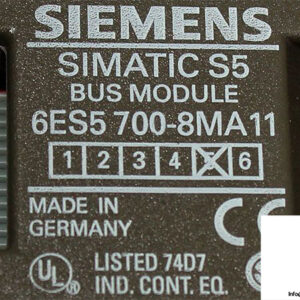 SIEMENS
SIMATIC S5
BUS MODULE
6ES5 700-8MA11
1 2 3 4 5 6
MADE IN
GERMANY
CE
UL LISTED 74D7
IND. CONT. EQ.